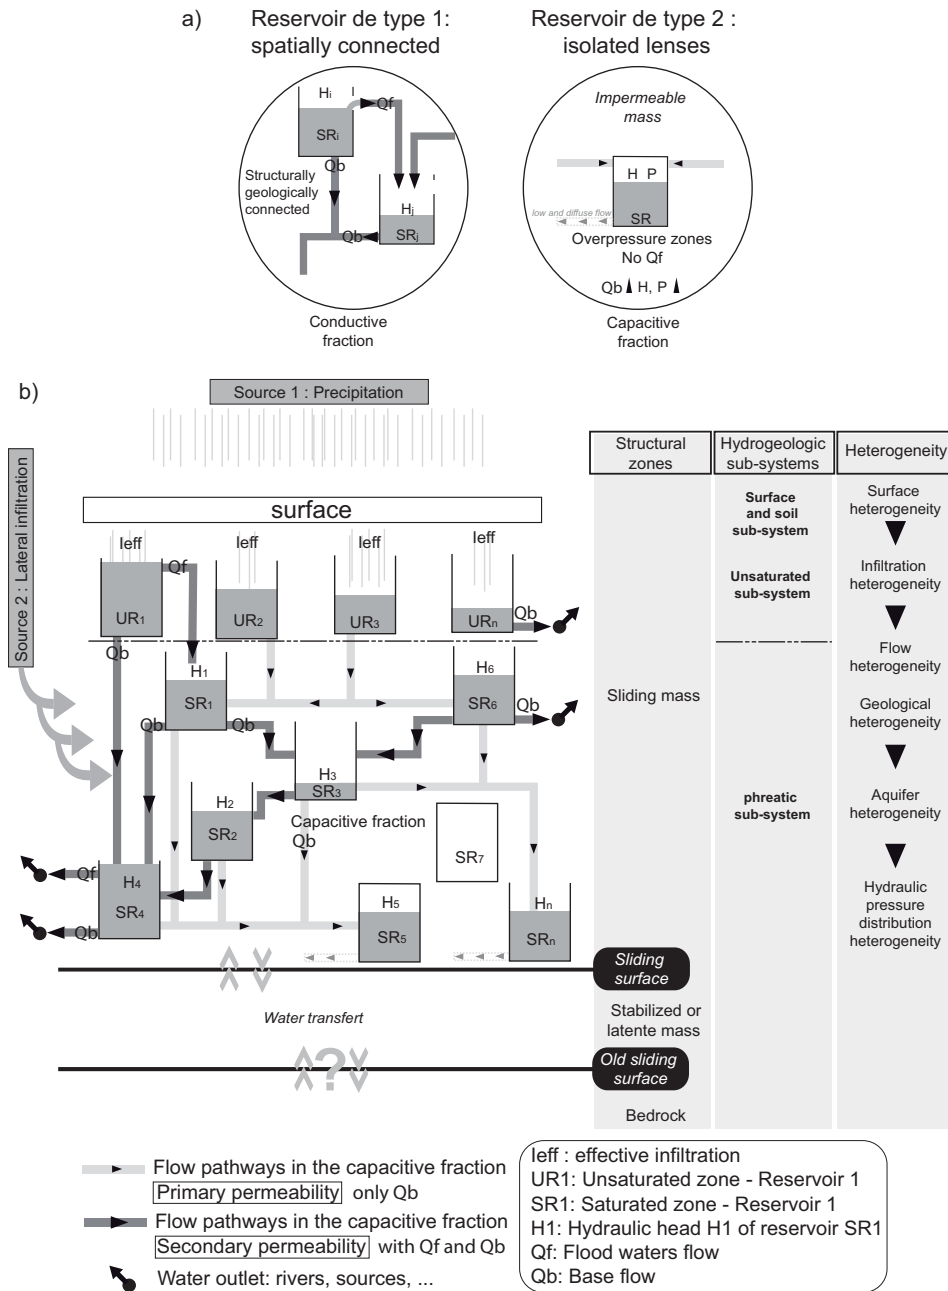 a)
Reservoir de type 1:
spatially connected
Reservoir de type 2 :
isolated lenses
Hi
Qf
SRi
Qb
Structurally
geologically
connected
Hj
SRj
Qb
Conductive
fraction
Impermeable
mass
H P
SR
low and diffuse flow
Overpressure zones
No Qf
Qb H, P
Capacitive
fraction
b)
Source 1 : Precipitation
Source 2 : Lateral infiltration
surface
Ieff
Ieff
Ieff
Ieff
Qf
UR1
UR2
UR3
URn
Qb
Qb
H1
SR1
H6
SR6
Qb
Qb
Qb
H3
SR3
H2
SR2
Capacitive fraction
Qb
SR7
H4
SR4
Qf
Qb
H5
SR5
Hn
SRn
Water transfert
?
Structural
zones
Hydrogeologic
sub-systems
Heterogeneity
Sliding mass
Sliding
surface
Stabilized or
latente mass
Old sliding
surface
Bedrock
Surface
and soil
sub-system
Unsaturated
sub-system
phreatic
sub-system
Surface
heterogeneity
Infiltration
heterogeneity
Flow
heterogeneity
Geological
heterogeneity
Aquifer
heterogeneity
Hydraulic
pressure
distribution
heterogeneity
Flow pathways in the capacitive fraction
Primary permeability only Qb
Flow pathways in the capacitive fraction
Secondary permeability with Qf and Qb
Water outlet: rivers, sources, ...
Ieff : effective infiltration
UR1: Unsaturated zone - Reservoir 1
SR1: Saturated zone - Reservoir 1
H1: Hydraulic head H1 of reservoir SR1
Qf: Flood waters flow
Qb: Base flow